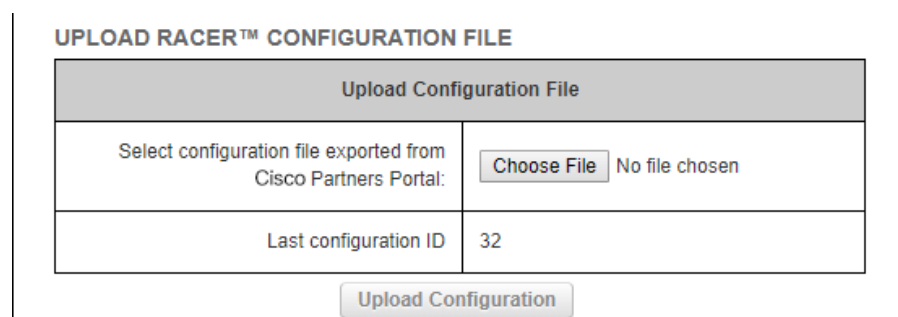 UPLOAD RACER™ CONFIGURATION FILE
Upload Configuration File
Select configuration file exported from
Cisco Partners Portal:
Choose File No file chosen
Last configuration ID 32
Upload Configuration